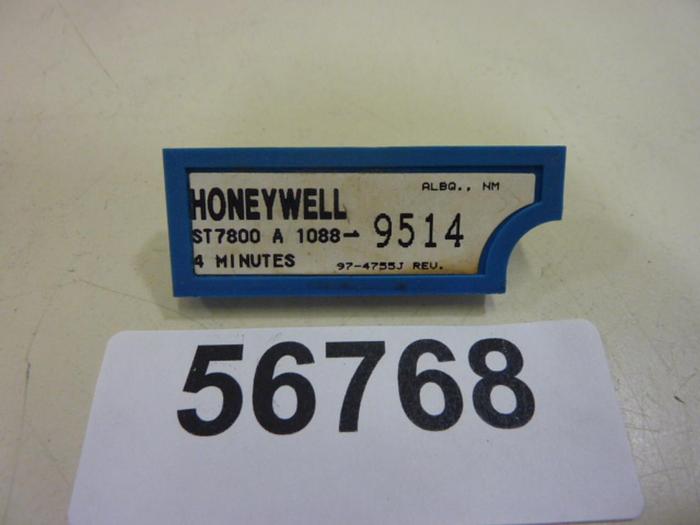 ALBQ., NM
HONEYWELL
ST7800 A 1088→ 9514
4 MINUTES 97-4755J REV.
56768